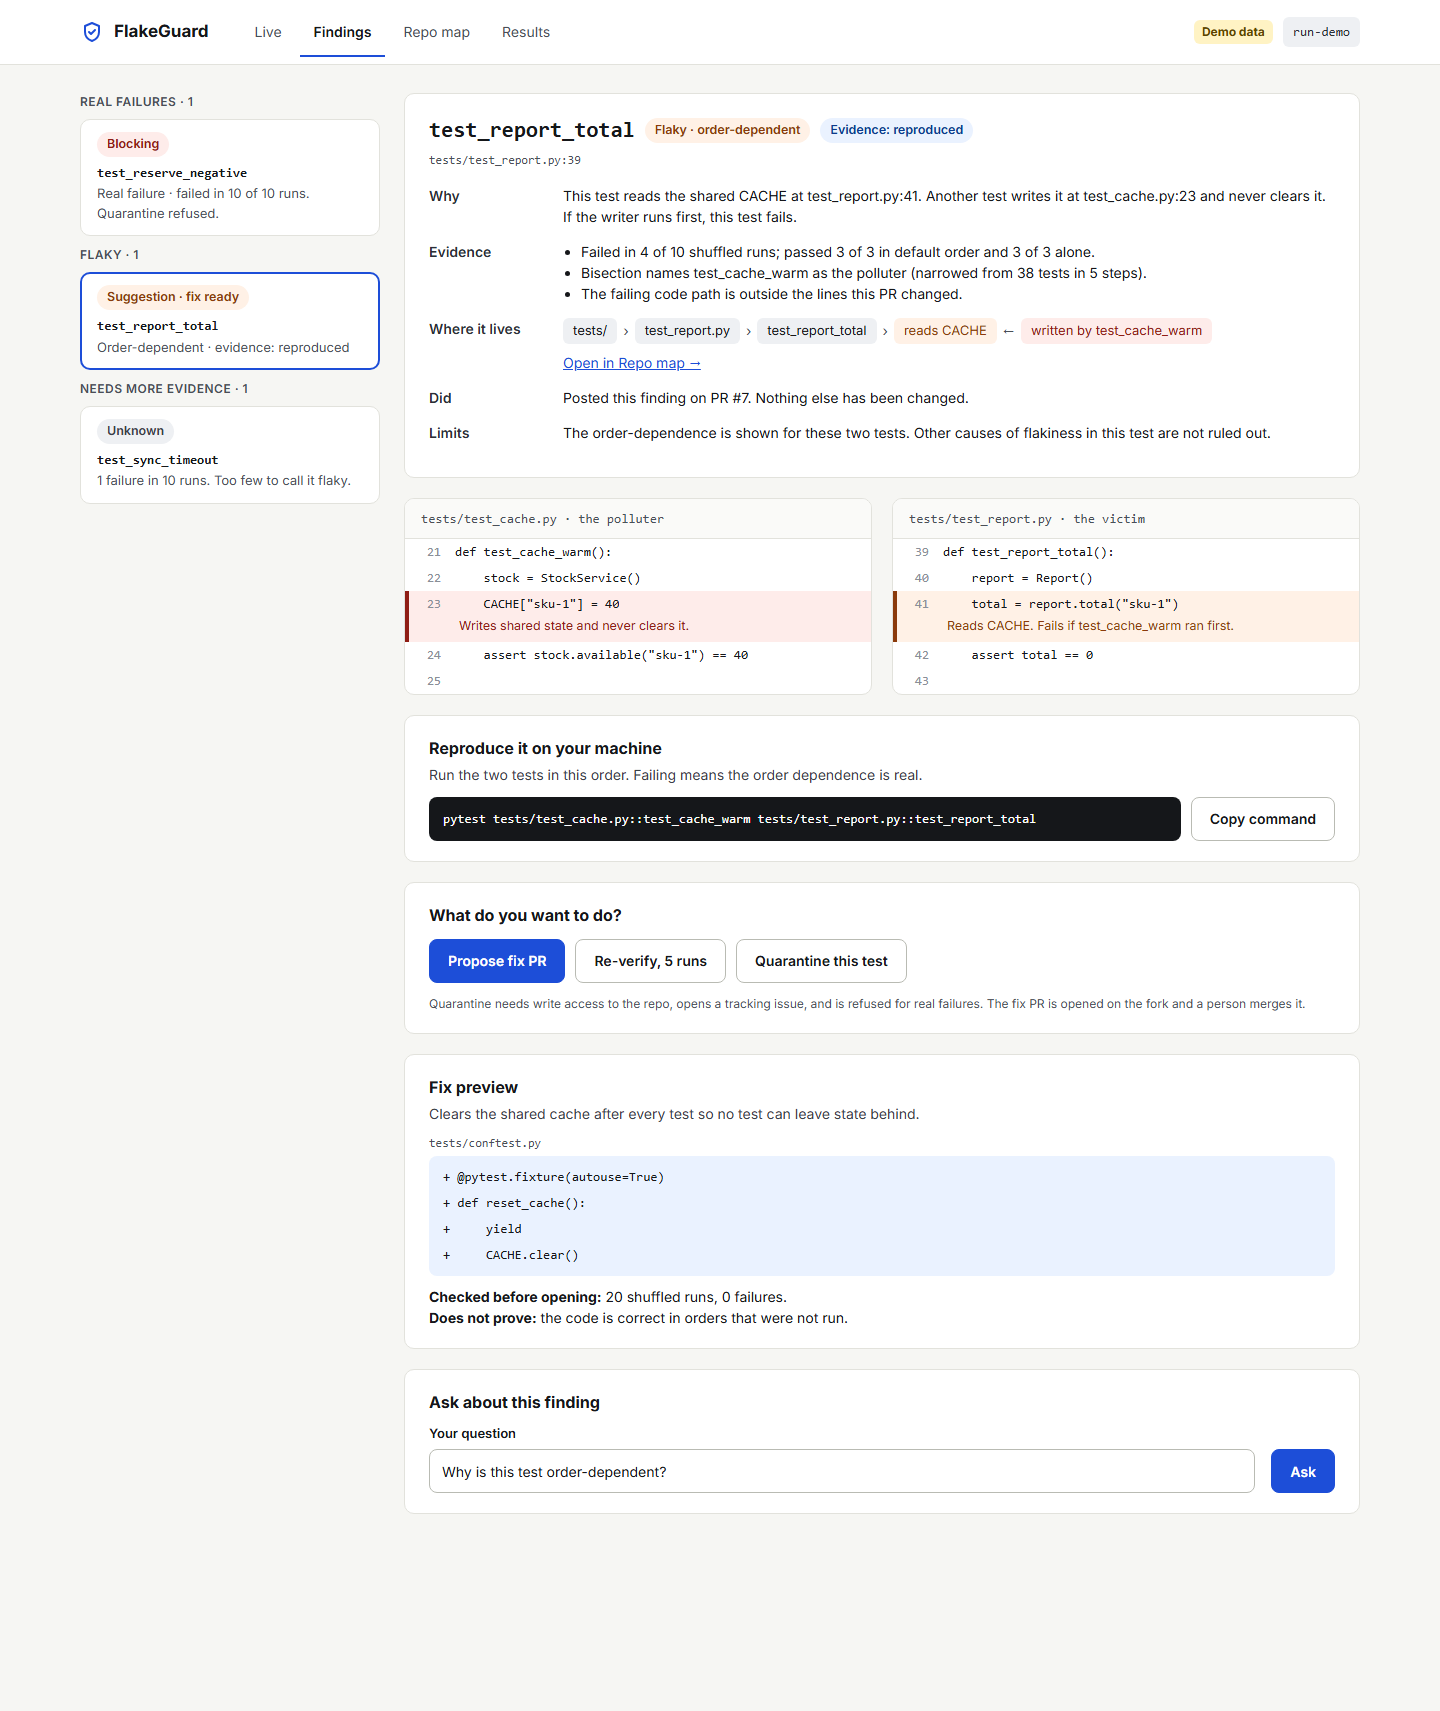 FlakeGuard
Live
Findings
Repo map
Results
Demo data
run-demo
REAL FAILURES · 1
Blocking
test_reserve_negative
Real failure · failed in 10 of 10 runs.
Quarantine refused.
FLAKY · 1
Suggestion · fix ready
test_report_total
Order-dependent · evidence: reproduced
NEEDS MORE EVIDENCE · 1
Unknown
test_sync_timeout
1 failure in 10 runs. Too few to call it flaky.
test_report_total
Flaky · order-dependent
Evidence: reproduced
tests/test_report.py:39
Why
This test reads the shared CACHE at test_report.py:41. Another test writes it at test_cache.py:23 and never clears it.
If the writer runs first, this test fails.
Evidence
• Failed in 4 of 10 shuffled runs; passed 3 of 3 in default order and 3 of 3 alone.
• Bisection names test_cache_warm as the polluter (narrowed from 38 tests in 5 steps).
• The failing code path is outside the lines this PR changed.
Where it lives
tests/ › test_report.py › test_report_total › reads CACHE ← written by test_cache_warm
Open in Repo map →
Did
Posted this finding on PR #7. Nothing else has been changed.
Limits
The order-dependence is shown for these two tests. Other causes of flakiness in this test are not ruled out.
tests/test_cache.py · the polluter
21 def test_cache_warm():
22     stock = StockService()
23     CACHE["sku-1"] = 40
Writes shared state and never clears it.
24     assert stock.available("sku-1") == 40
25
tests/test_report.py · the victim
39 def test_report_total():
40     report = Report()
41     total = report.total("sku-1")
Reads CACHE. Fails if test_cache_warm ran first.
42     assert total == 0
43
Reproduce it on your machine
Run the two tests in this order. Failing means the order dependence is real.
pytest tests/test_cache.py::test_cache_warm tests/test_report.py::test_report_total
Copy command
What do you want to do?
Propose fix PR
Re-verify, 5 runs
Quarantine this test
Quarantine needs write access to the repo, opens a tracking issue, and is refused for real failures. The fix PR is opened on the fork and a person merges it.
Fix preview
Clears the shared cache after every test so no test can leave state behind.
tests/conftest.py
+ @pytest.fixture(autouse=True)
+ def reset_cache():
+     yield
+     CACHE.clear()
Checked before opening: 20 shuffled runs, 0 failures.
Does not prove: the code is correct in orders that were not run.
Ask about this finding
Your question
Why is this test order-dependent?
Ask